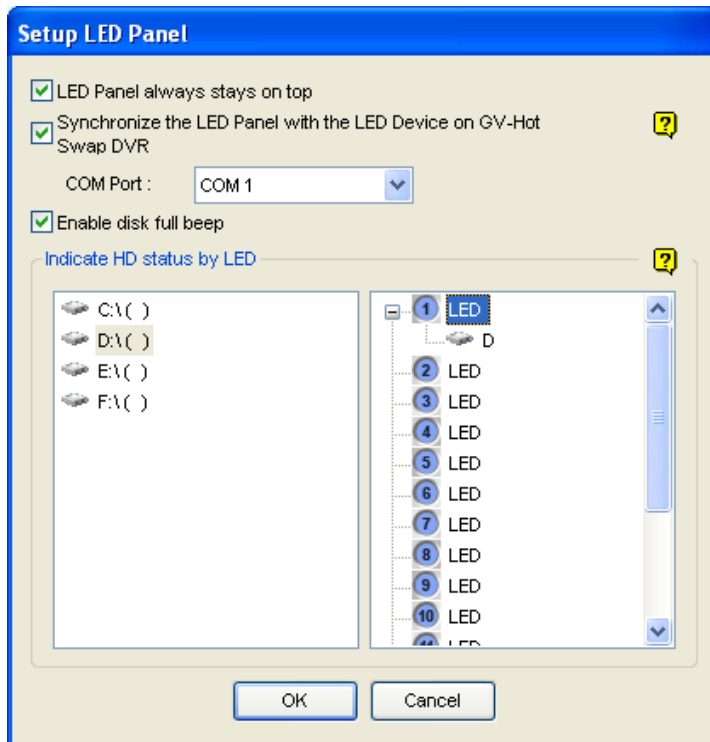 Setup LED Panel
LED Panel always stays on top
Synchronize the LED Panel with the LED Device on GV-Hot
Swap DVR
?
COM Port :
COM 1
Enable disk full beep
Indicate HD status by LED
?
C:\ ( )
D:\ ( )
E:\ ( )
F:\ ( )
1 LED
D
2 LED
3 LED
4 LED
5 LED
6 LED
7 LED
8 LED
9 LED
10 LED
11 LED
OK
Cancel